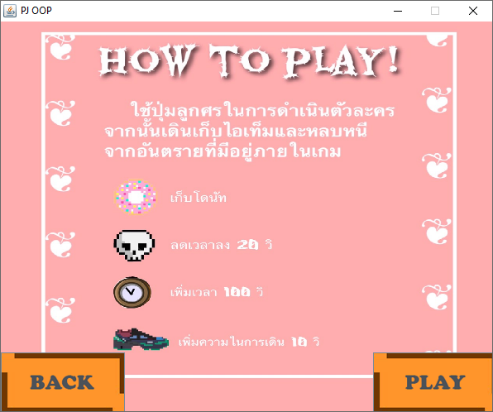 PJ OOP
HOW TO PLAY!
ใช้ปุ่มลูกศรในการดำเนินตัวละคร
จากนั้นเดินเก็บไอเท็มและหลบหนี
จากอันตรายที่มีอยู่ภายในเกม
เก็บโดนัท
ลดเวลาลง 20 วิ
เพิ่มเวลา 100 วิ
เพิ่มความในการเดิน 10 วิ
BACK
PLAY